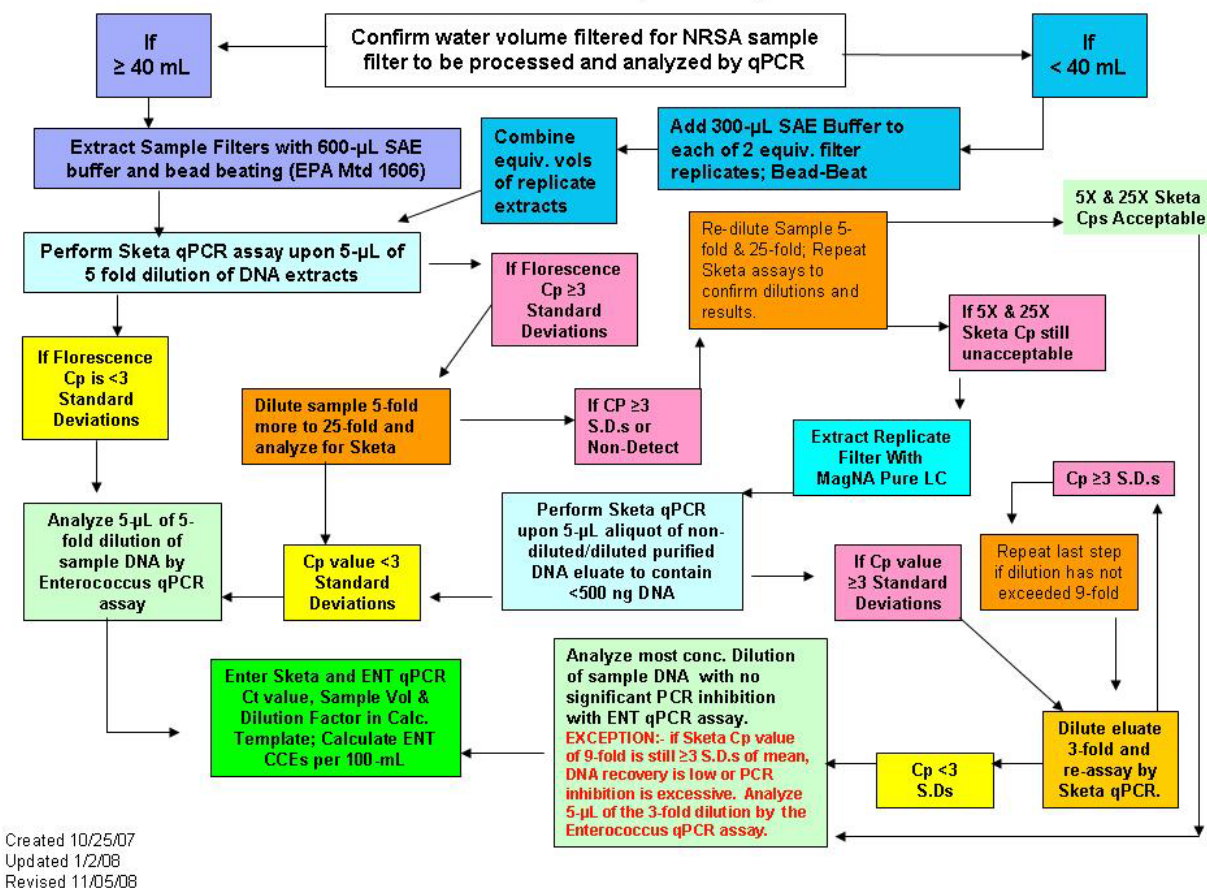 If
≥ 40 mL
Confirm water volume filtered for NRSA sample
filter to be processed and analyzed by qPCR
If
< 40 mL
Extract Sample Filters with 600-µL SAE
buffer and bead beating (EPA Mtd 1606)
Combine
equiv. vols
of replicate
extracts
Add 300-µL SAE Buffer to
each of 2 equiv. filter
replicates; Bead-Beat
5X & 25X Sketa
Cps Acceptable
Perform Sketa qPCR assay upon 5-µL of
5 fold dilution of DNA extracts
If Florescence
Cp ≥3
Standard
Deviations
Re-dilute Sample 5-
fold & 25-fold; Repeat
Sketa assays to
confirm dilutions and
results.
If 5X & 25X
Sketa Cp still
unacceptable
If Florescence
Cp is <3
Standard
Deviations
Dilute sample 5-fold
more to 25-fold and
analyze for Sketa
If CP ≥3
S.D.s or
Non-Detect
Extract Replicate
Filter With
MagNA Pure LC
Cp ≥3 S.D.s
Analyze 5-µL of 5-
fold dilution of
sample DNA by
Enterococcus qPCR
assay
Cp value <3
Standard
Deviations
Perform Sketa qPCR
upon 5-µL aliquot of non-
diluted/diluted purified
DNA eluate to contain
<500 ng DNA
If Cp value
≥3 Standard
Deviations
Repeat last step
if dilution has not
exceeded 9-fold
Enter Sketa and ENT qPCR
Ct value, Sample Vol &
Dilution Factor in Calc.
Template; Calculate ENT
CCEs per 100-mL
Analyze most conc. Dilution
of sample DNA with no
significant PCR inhibition
with ENT qPCR assay.
EXCEPTION:- if Sketa Cp value
of 9-fold is still ≥3 S.D.s of mean,
DNA recovery is low or PCR
inhibition is excessive. Analyze
5-µL of the 3-fold dilution by the
Enterococcus qPCR assay.
Cp <3
S.Ds
Dilute eluate
3-fold and
re-assay by
Sketa qPCR.
Created 10/25/07
Updated 1/2/08
Revised 11/05/08